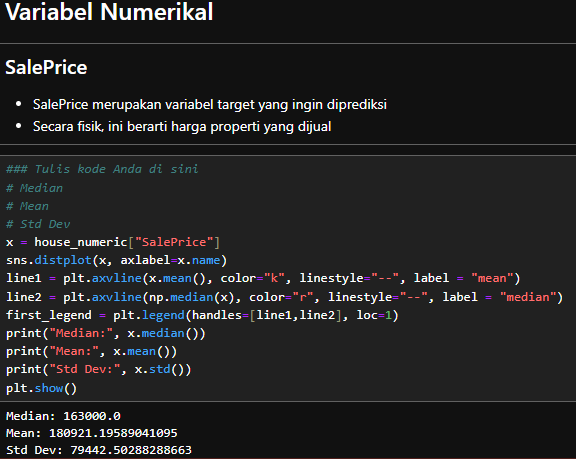 Variabel Numerikal
SalePrice
• SalePrice merupakan variabel target yang ingin diprediksi
• Secara fisik, ini berarti harga properti yang dijual
### Tulis kode Anda di sini
# Median
# Mean
# Std Dev
x = house_numeric["SalePrice"]
sns.distplot(x, axlabel=x.name)
line1 = plt.axvline(x.mean(), color="k", linestyle="--", label = "mean")
line2 = plt.axvline(np.median(x), color="r", linestyle="--", label = "median")
first_legend = plt.legend(handles=[line1,line2], loc=1)
print("Median:", x.median())
print("Mean:", x.mean())
print("Std Dev:", x.std())
plt.show()
Median: 163000.0
Mean: 180921.19589041095
Std Dev: 79442.50288288663